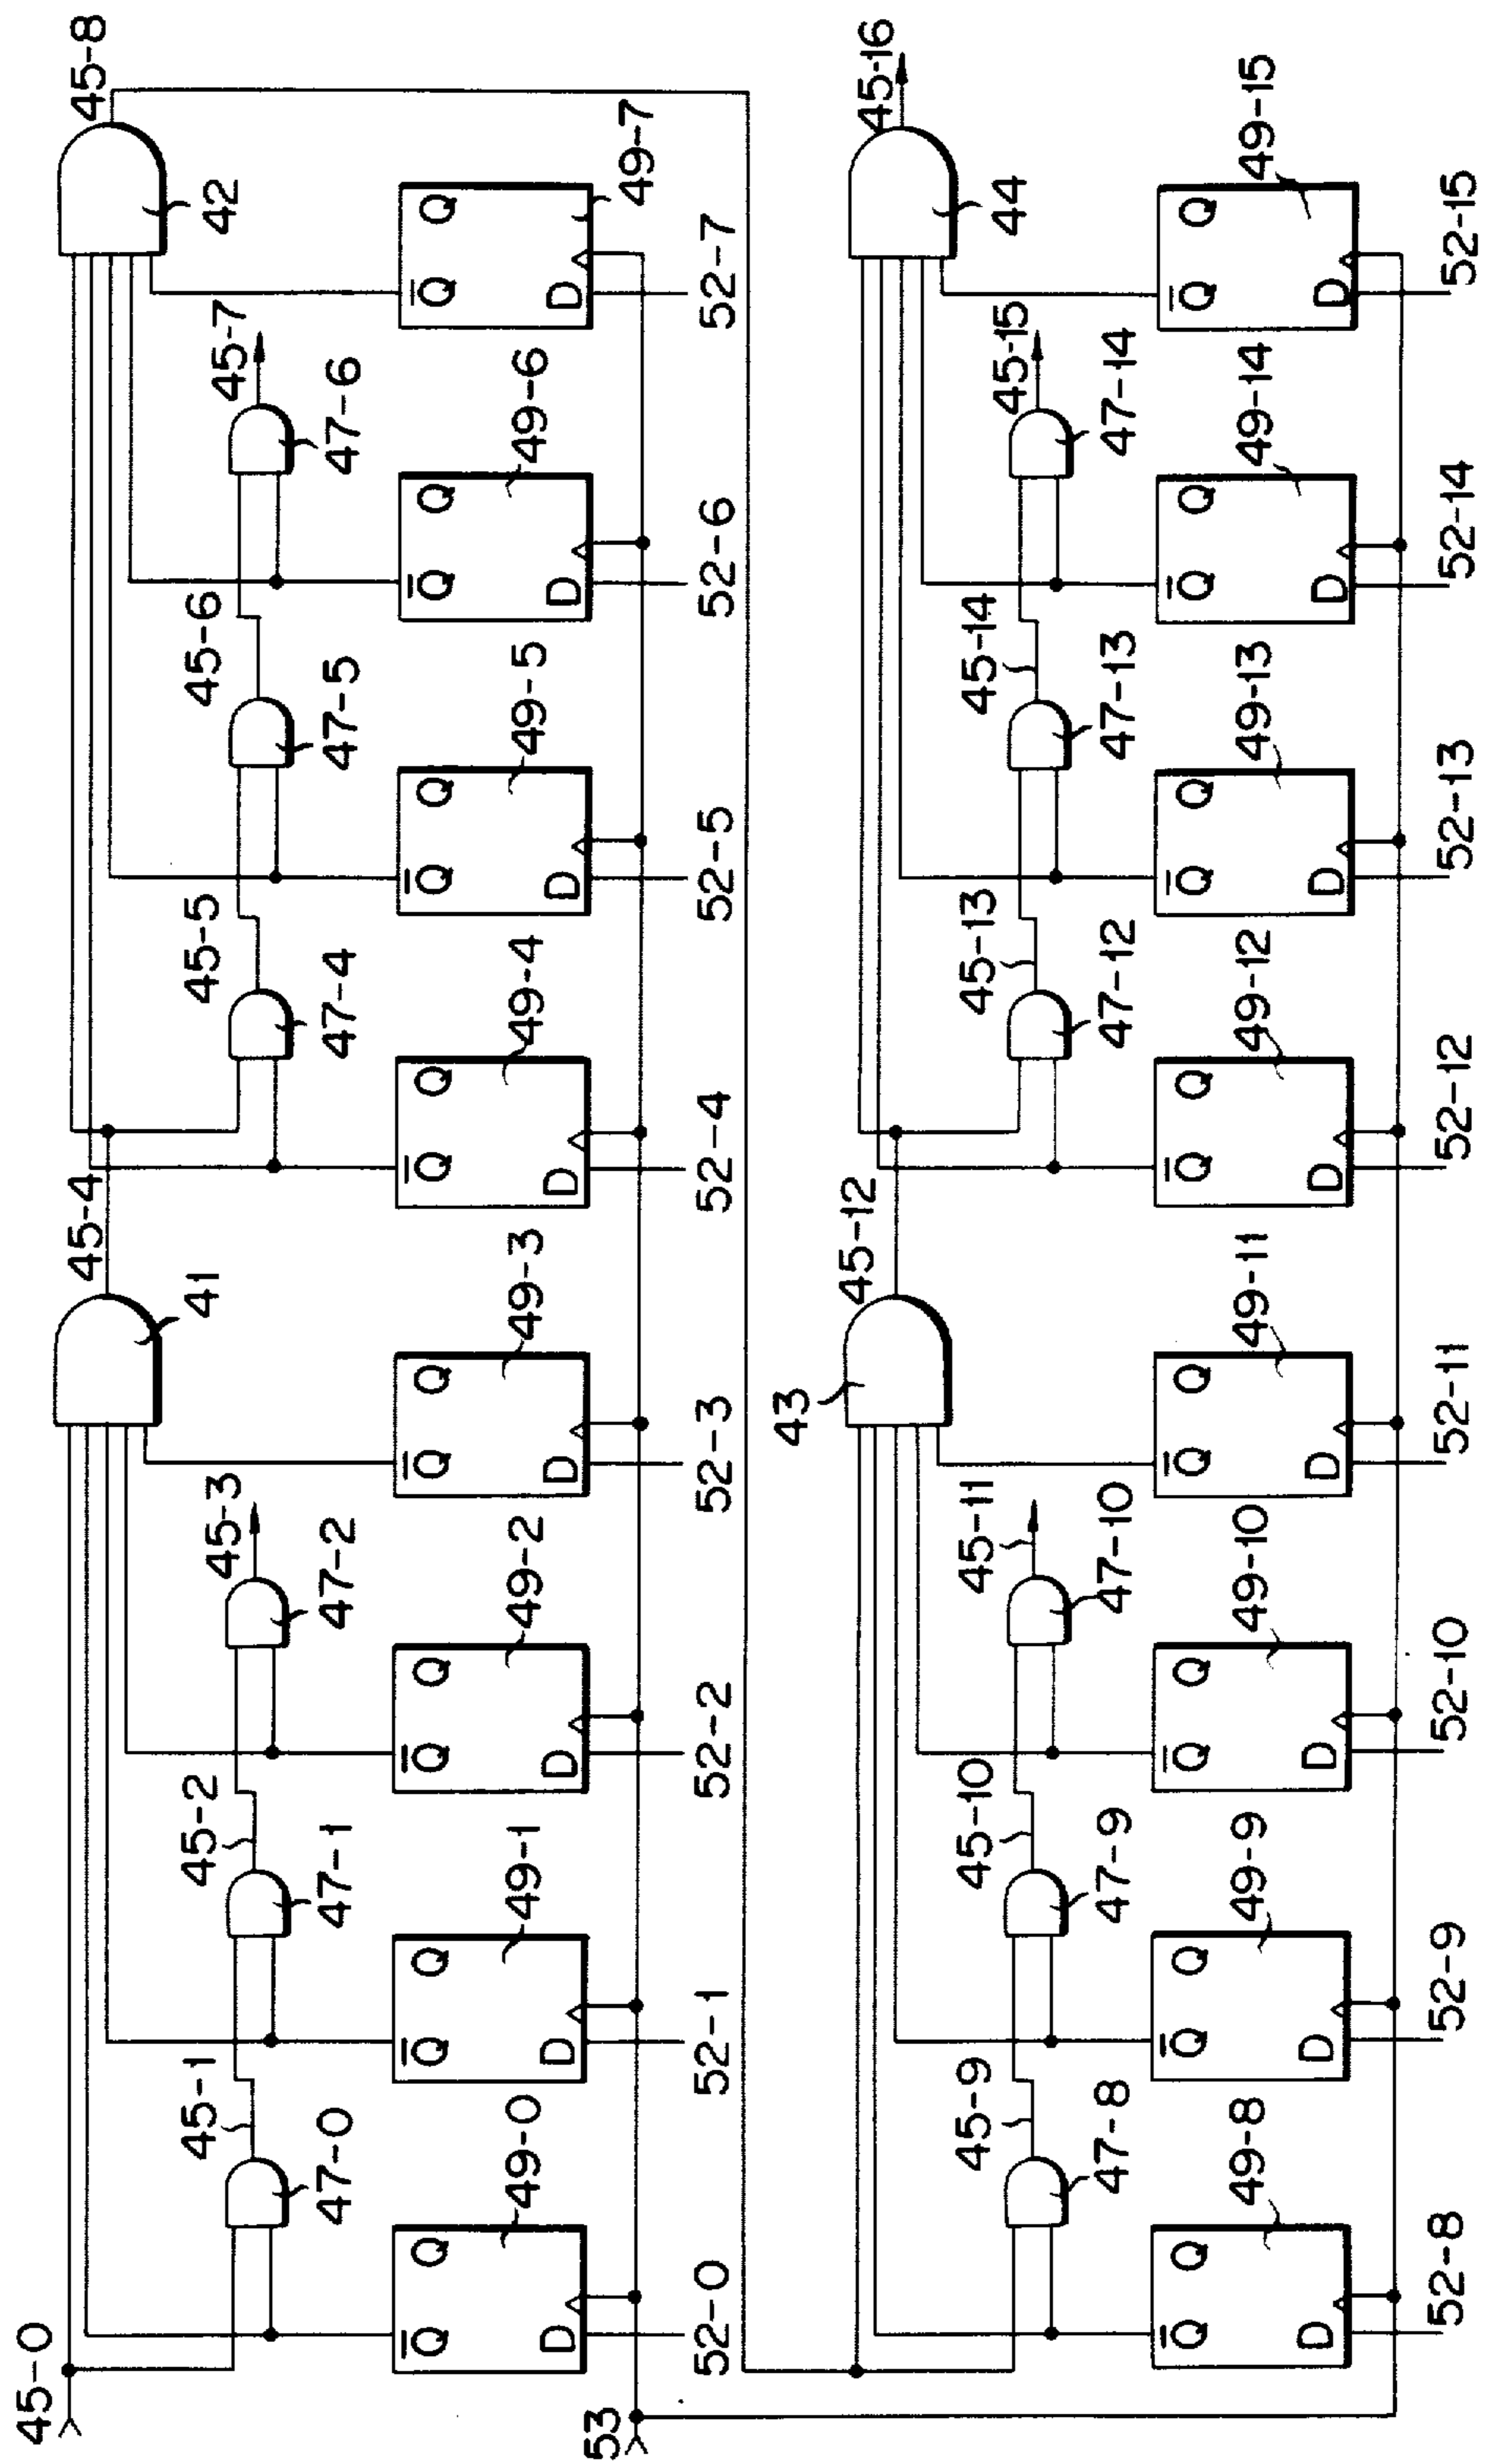 45-0
45-4
45-8
41
42
45-1
45-2
45-3
45-5
45-6
45-7
47-0
47-1
47-2
47-4
47-5
47-6
Q̅ Q
Q̅ Q
Q̅ Q
Q̅ Q
Q̅ Q
Q̅ Q
Q̅ Q
Q̅ Q
49-0
49-1
49-2
49-3
49-4
49-5
49-6
49-7
D
D
D
D
D
D
D
D
53
52-0
52-1
52-2
52-3
52-4
52-5
52-6
52-7
43
45-12
45-16
44
45-9
45-10
45-11
45-13
45-14
45-15
47-8
47-9
47-10
47-12
47-13
47-14
Q̅ Q
Q̅ Q
Q̅ Q
Q̅ Q
Q̅ Q
Q̅ Q
Q̅ Q
Q̅ Q
49-8
49-9
49-10
49-11
49-12
49-13
49-14
49-15
D
D
D
D
D
D
D
D
52-8
52-9
52-10
52-11
52-12
52-13
52-14
52-15